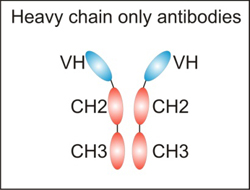 Heavy chain only antibodies
VH VH
CH2 CH2
CH3 CH3